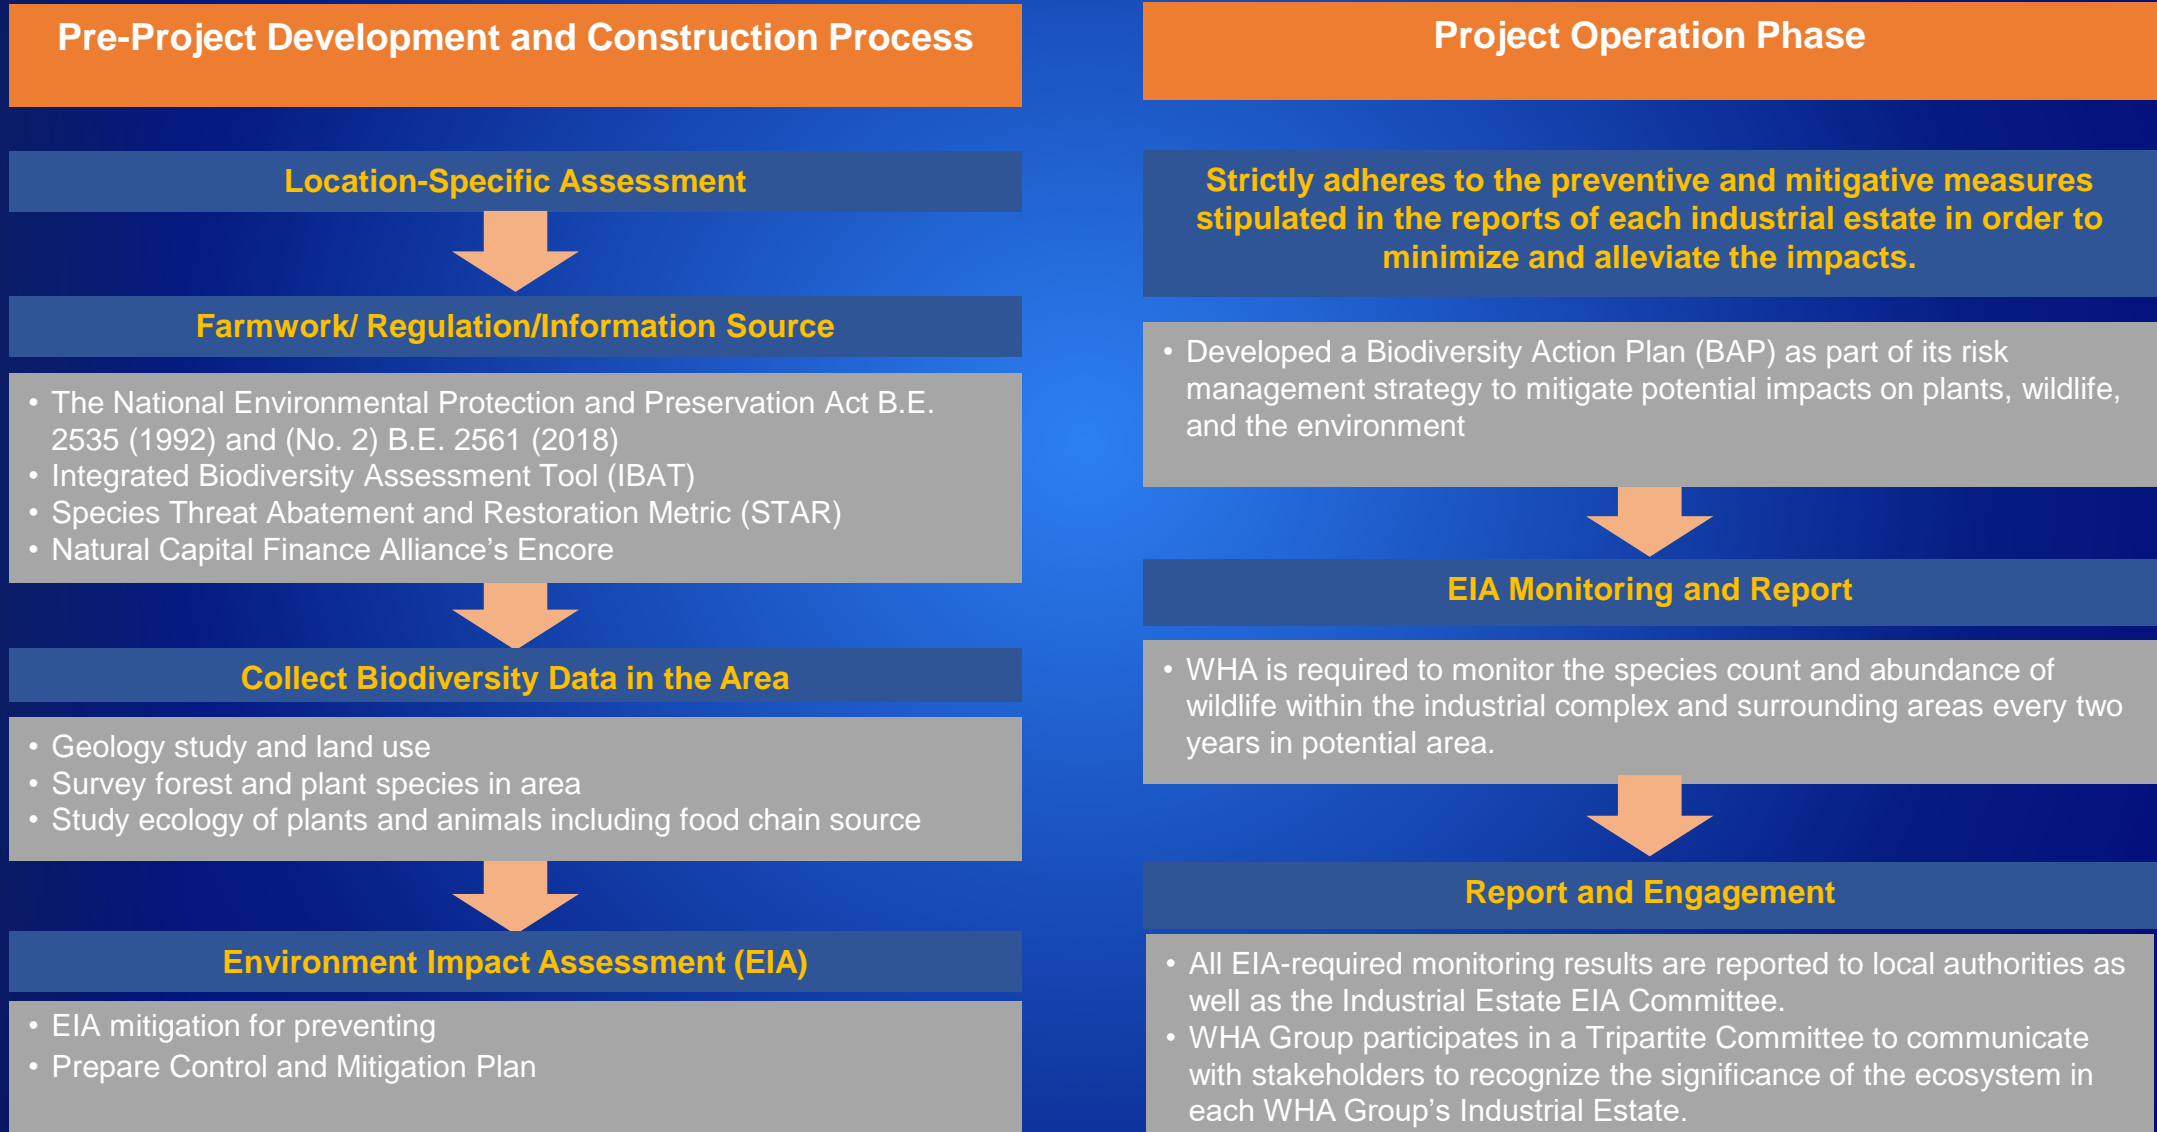 Pre-Project Development and Construction Process
Location-Specific Assessment
Farmwork/ Regulation/Information Source
• The National Environmental Protection and Preservation Act B.E.
2535 (1992) and (No. 2) B.E. 2561 (2018)
• Integrated Biodiversity Assessment Tool (IBAT)
• Species Threat Abatement and Restoration Metric (STAR)
• Natural Capital Finance Alliance’s Encore
Collect Biodiversity Data in the Area
• Geology study and land use
• Survey forest and plant species in area
• Study ecology of plants and animals including food chain source
Environment Impact Assessment (EIA)
• EIA mitigation for preventing
• Prepare Control and Mitigation Plan
Project Operation Phase
Strictly adheres to the preventive and mitigative measures
stipulated in the reports of each industrial estate in order to
minimize and alleviate the impacts.
• Developed a Biodiversity Action Plan (BAP) as part of its risk
management strategy to mitigate potential impacts on plants, wildlife,
and the environment
EIA Monitoring and Report
• WHA is required to monitor the species count and abundance of
wildlife within the industrial complex and surrounding areas every two
years in potential area.
Report and Engagement
• All EIA-required monitoring results are reported to local authorities as
well as the Industrial Estate EIA Committee.
• WHA Group participates in a Tripartite Committee to communicate
with stakeholders to recognize the significance of the ecosystem in
each WHA Group’s Industrial Estate.